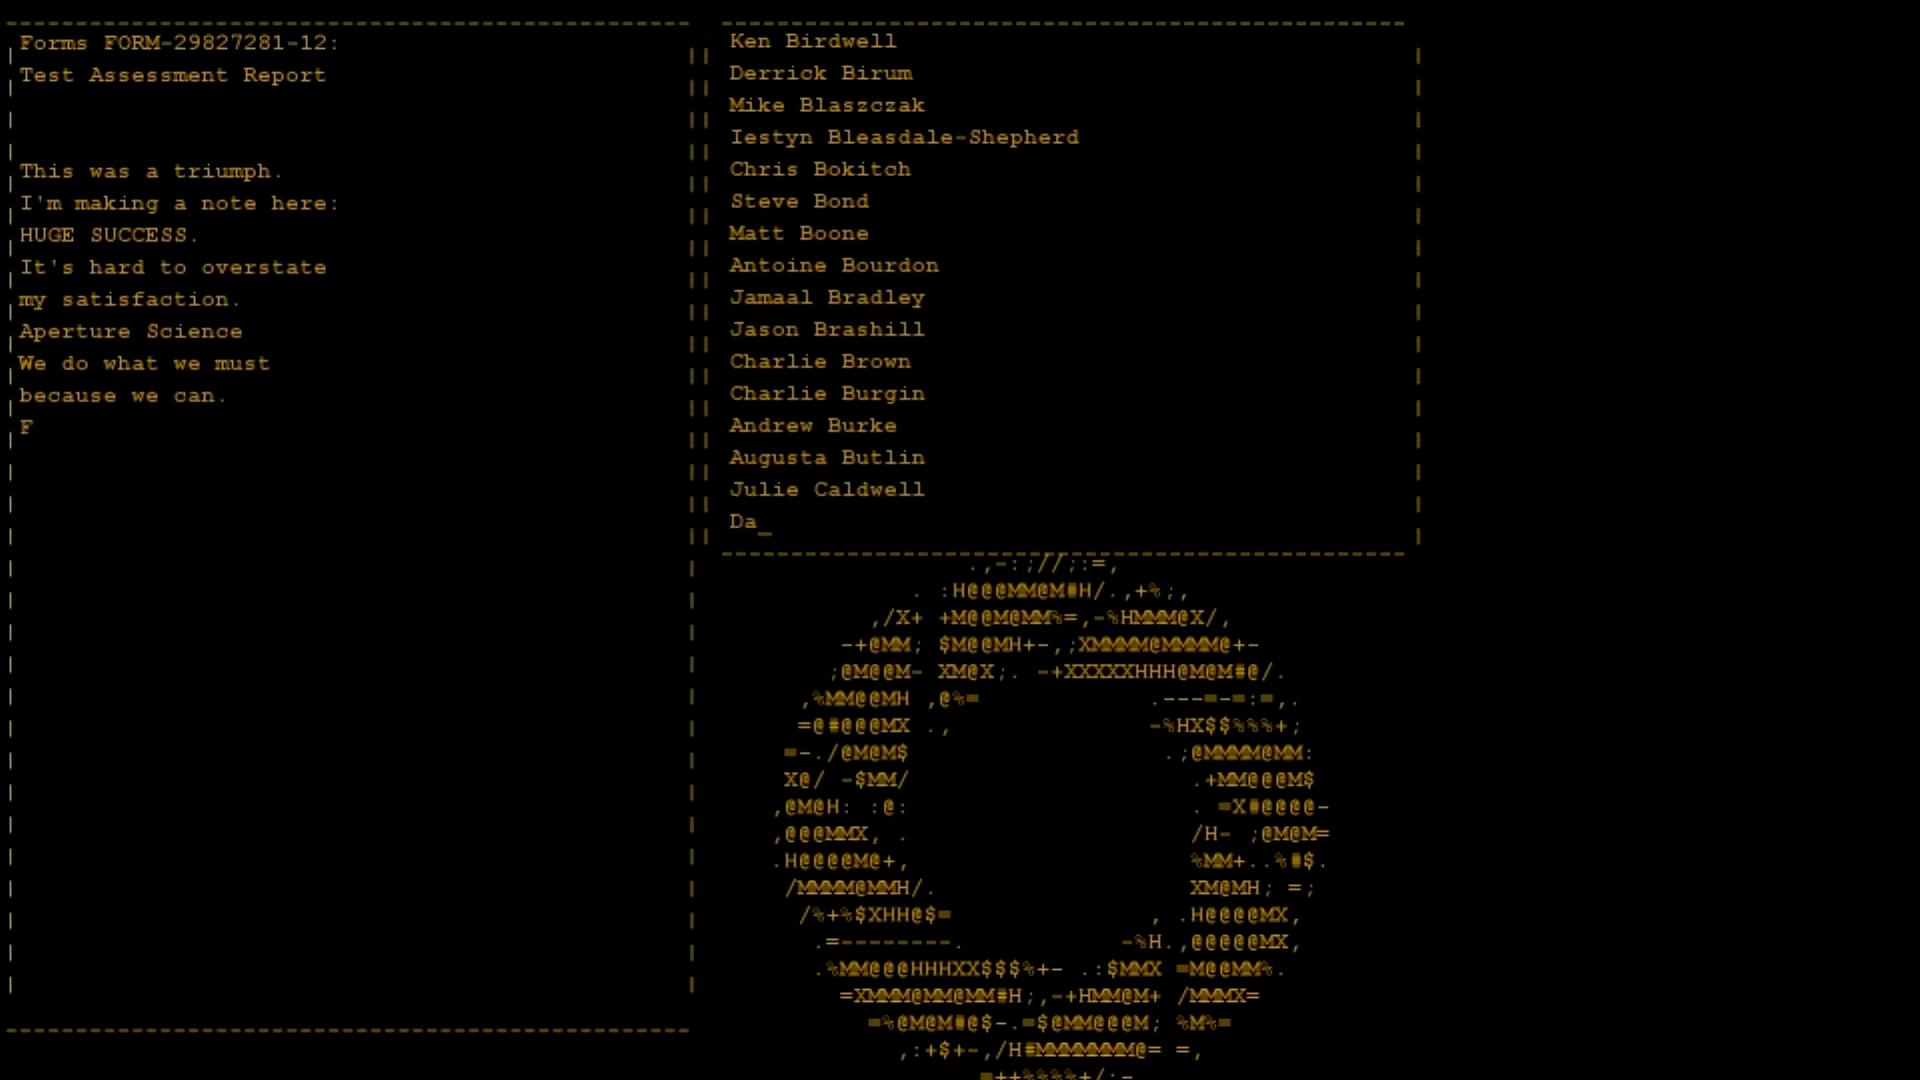 Forms FORM-29827281-12:
Test Assessment Report
This was a triumph.
I'm making a note here:
HUGE SUCCESS.
It's hard to overstate
my satisfaction.
Aperture Science
We do what we must
because we can.
F
Ken Birdwell
Derrick Birum
Mike Blaszczak
Iestyn Bleasdale-Shepherd
Chris Bokitch
Steve Bond
Matt Boone
Antoine Bourdon
Jamaal Bradley
Jason Brashill
Charlie Brown
Charlie Burgin
Andrew Burke
Augusta Butlin
Julie Caldwell
Da_